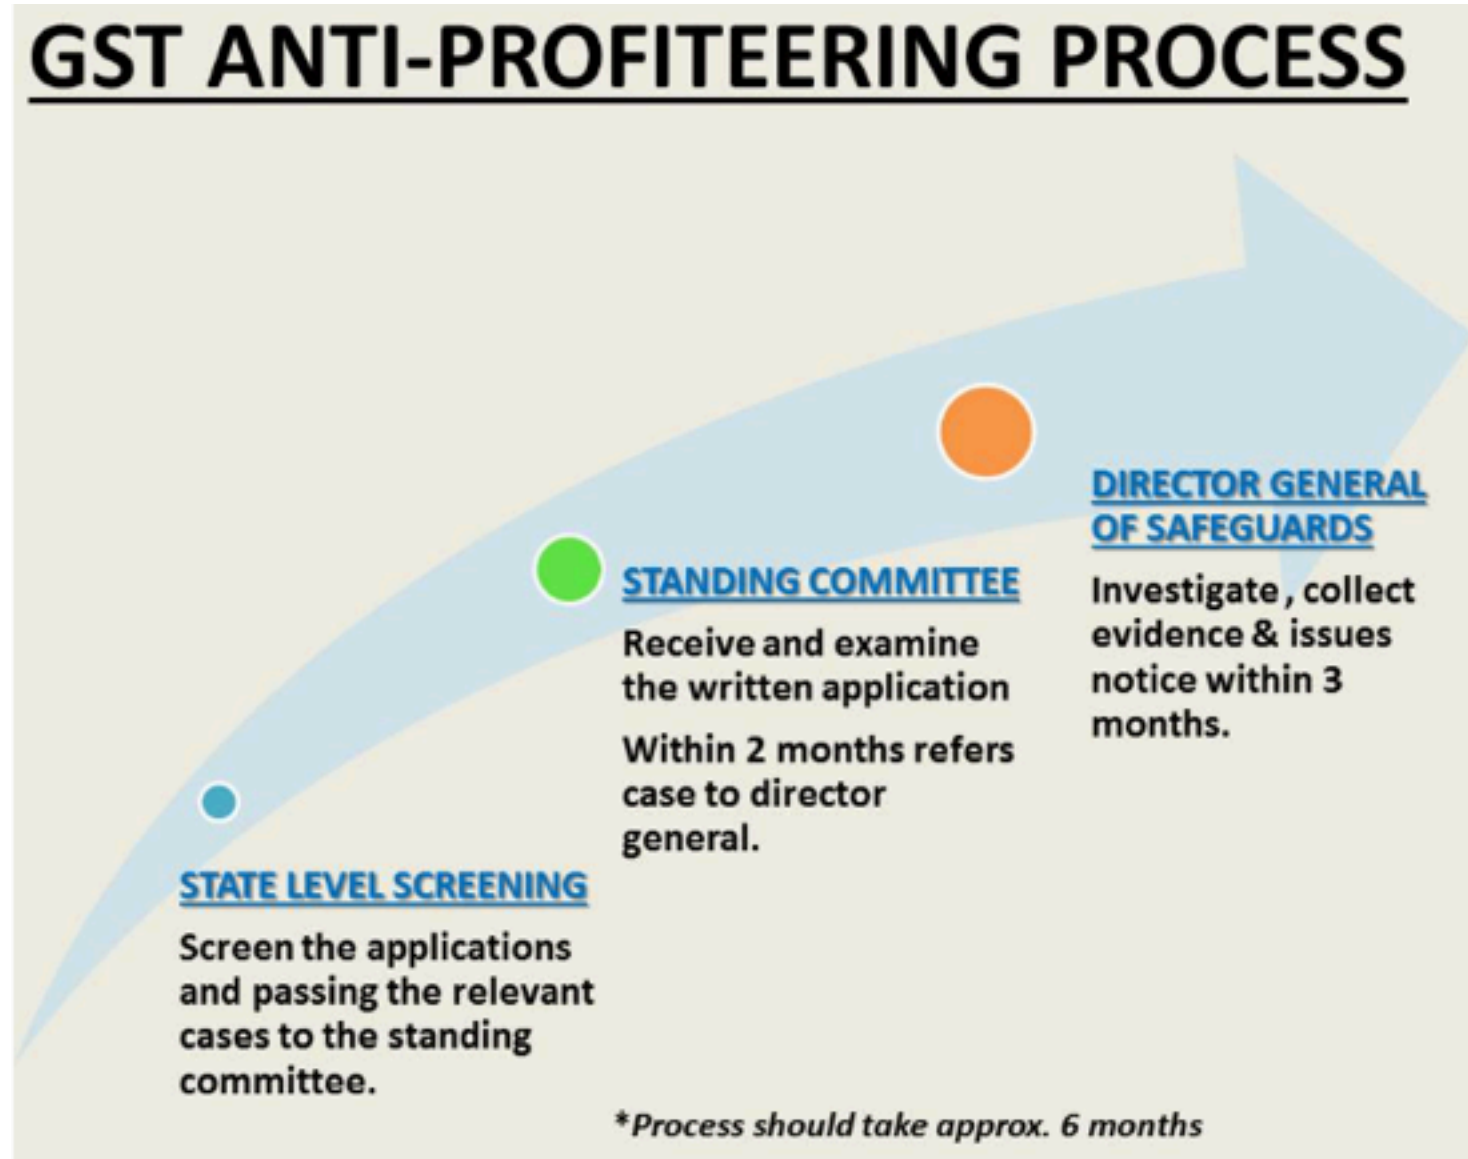 GST ANTI-PROFITEERING PROCESS
STATE LEVEL SCREENING
Screen the applications
and passing the relevant
cases to the standing
committee.
STANDING COMMITTEE
Receive and examine
the written application
Within 2 months refers
case to director
general.
DIRECTOR GENERAL
OF SAFEGUARDS
Investigate, collect
evidence & issues
notice within 3
months.
*Process should take approx. 6 months